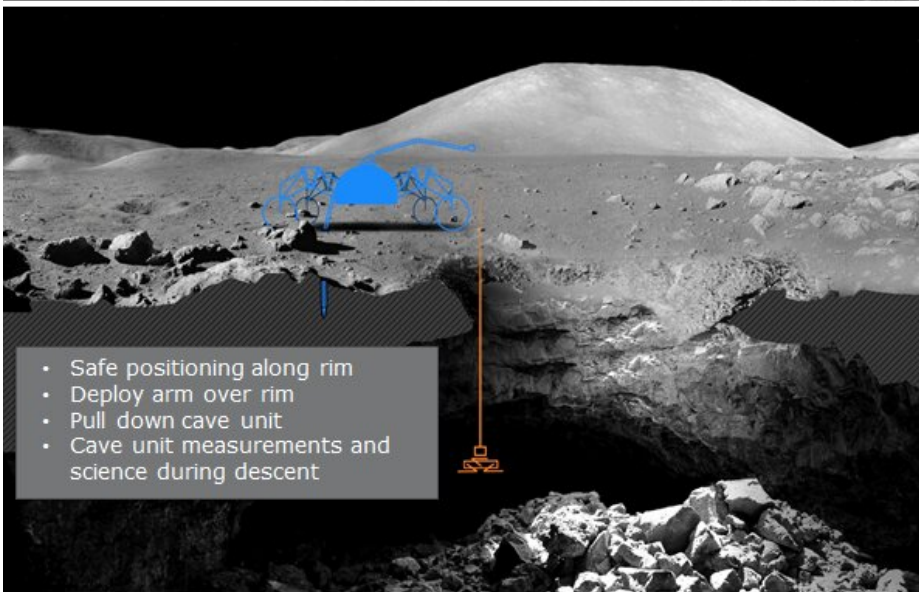 • Safe positioning along rim
• Deploy arm over rim
• Pull down cave unit
• Cave unit measurements and
science during descent